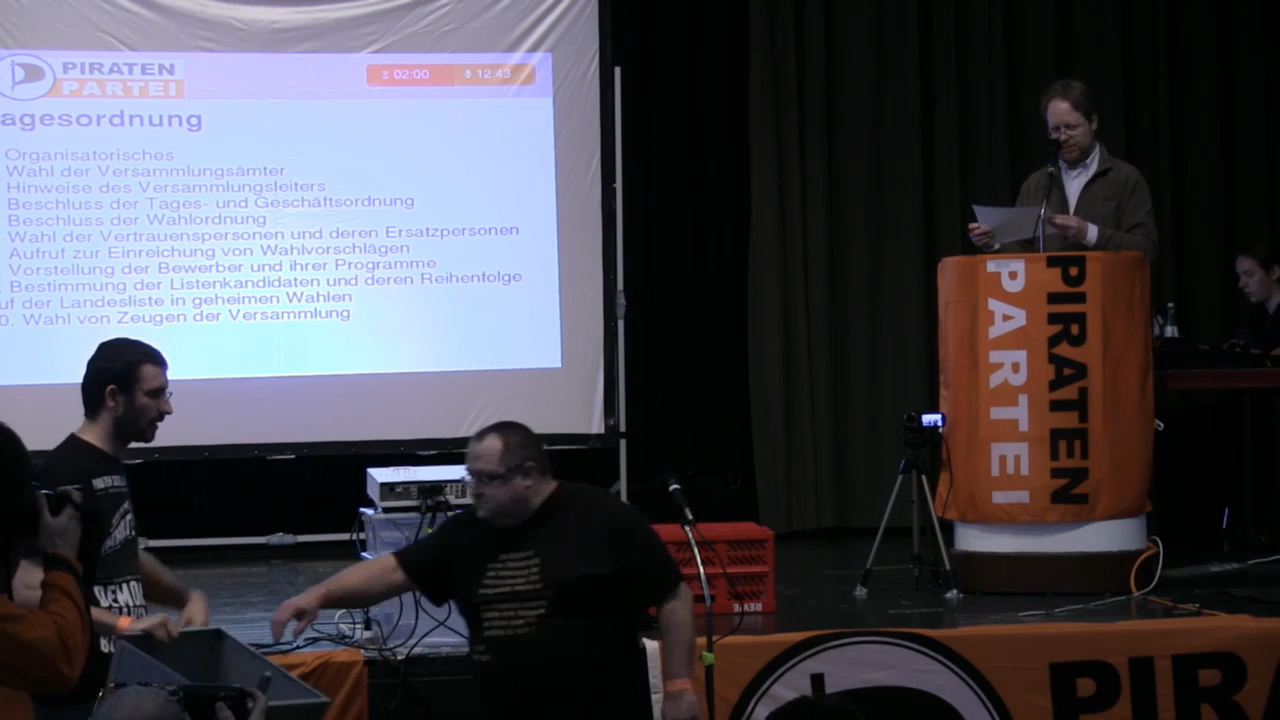 PIRATEN
PARTEI
02:00
12:43
agesordnung
Organisatorisches
Wahl der Versammlungsämter
Hinweise des Versammlungsleiters
Beschluss der Tages- und Geschäftsordnung
Beschluss der Wahlordnung
Wahl der Vertrauenspersonen und deren Ersatzpersonen
. Aufruf zur Einreichung von Wahlvorschlägen
. Vorstellung der Bewerber und ihrer Programme
. Bestimmung der Listenkandidaten und deren Reihenfolge
uf der Landesliste in geheimen Wahlen
0. Wahl von Zeugen der Versammlung
PIRATEN
PARTEI
REWE
DEMO
PIRA